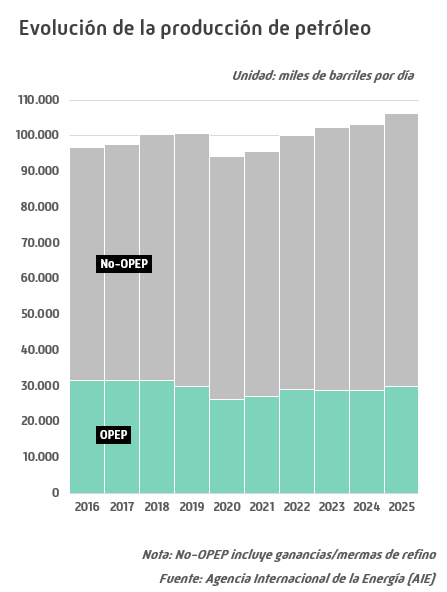 Evolución de la producción de petróleo
Unidad: miles de barriles por día
110.000
100.000
90.000
80.000
70.000
No-OPEP
60.000
50.000
40.000
30.000
20.000
OPEP
10.000
0
2016 2017 2018 2019 2020 2021 2022 2023 2024 2025
Nota: No-OPEP incluye ganancias/mermas de refino
Fuente: Agencia Internacional de la Energía (AIE)